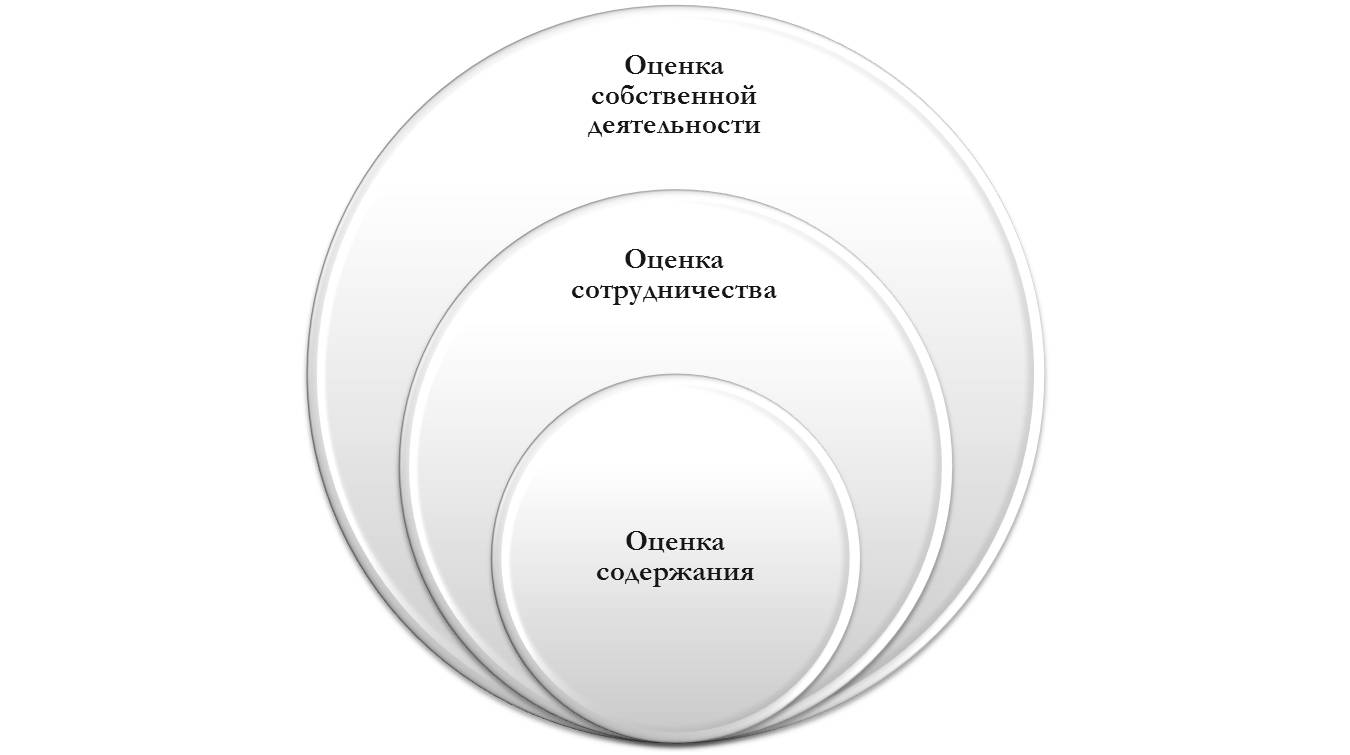 Оценка
собственной
деятельности
Оценка
сотрудничества
Оценка
содержания